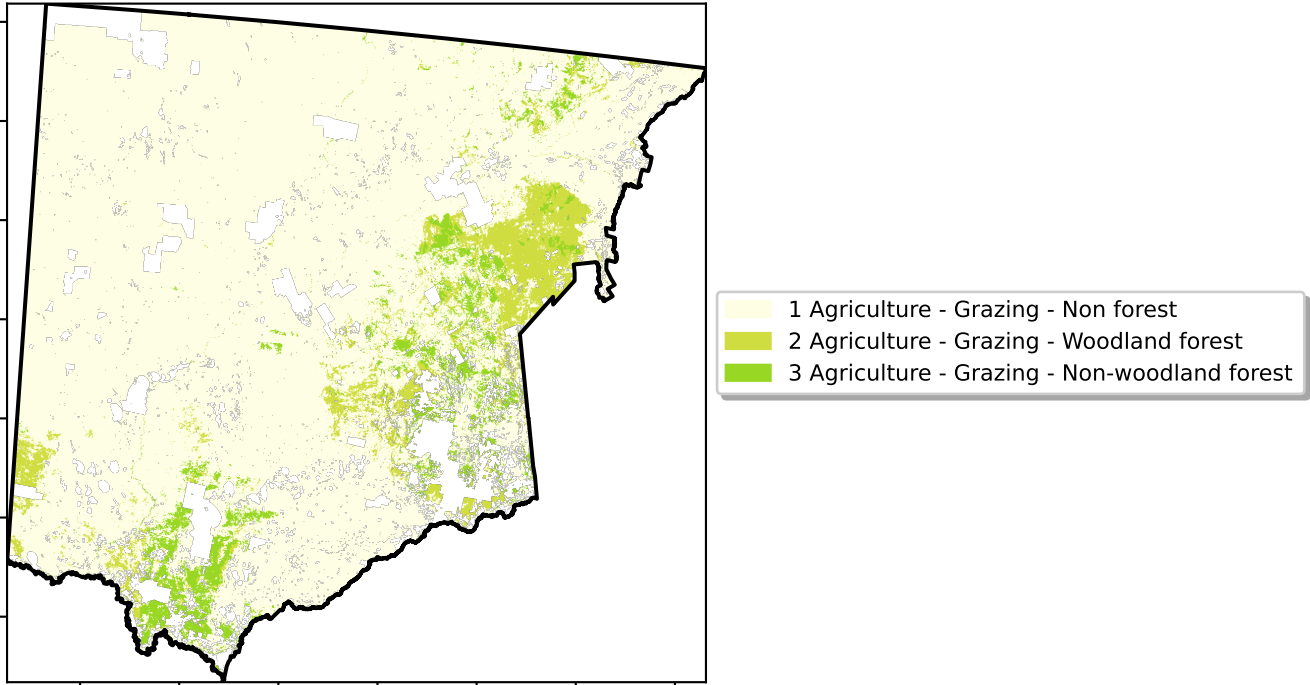 1 Agriculture - Grazing - Non forest
2 Agriculture - Grazing - Woodland forest
3 Agriculture - Grazing - Non-woodland forest